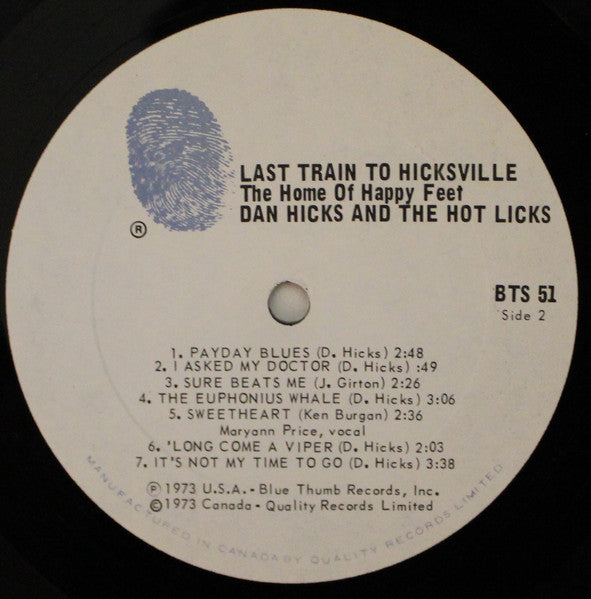 LAST TRAIN TO HICKSVILLE
The Home Of Happy Feet
DAN HICKS AND THE HOT LICKS
®
BTS 51
Side 2
1. PAYDAY BLUES (D. Hicks) 2:48
2. I ASKED MY DOCTOR (D. Hicks) :49
3. SURE BEATS ME (J. Girton) 2:26
4. THE EUPHONIUS WHALE (D. Hicks) 3:06
5. SWEETHEART (Ken Burgan) 2:36
Maryann Price, vocal
6. 'LONG COME A VIPER (D. Hicks) 2:03
7. IT'S NOT MY TIME TO GO (D. Hicks) 3:38
℗ 1973 U.S.A. - Blue Thumb Records, Inc.
© 1973 Canada - Quality Records Limited
MANUFACTURED IN CANADA BY QUALITY RECORDS LIMITED